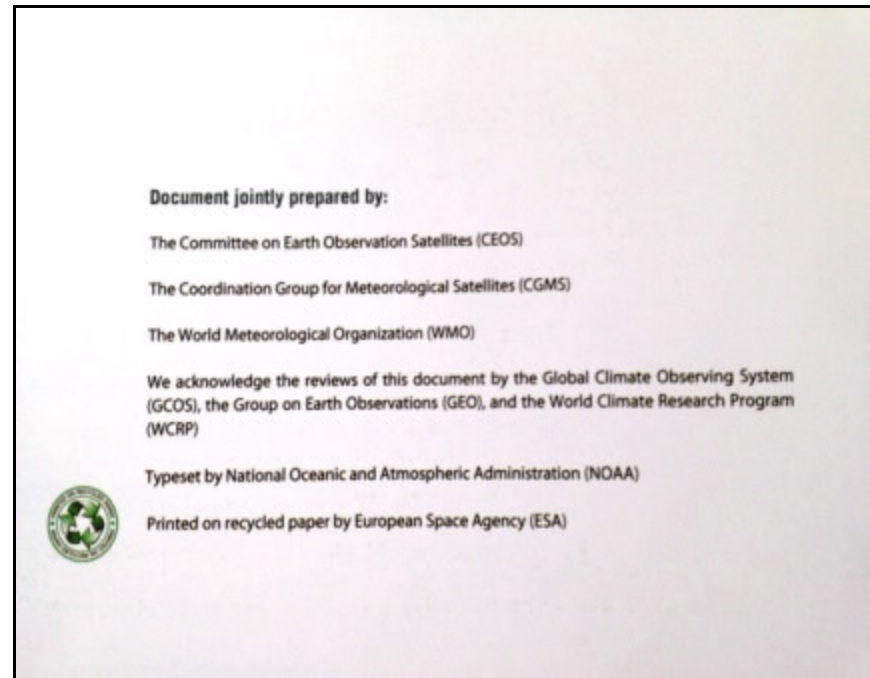 Document jointly prepared by:
The Committee on Earth Observation Satellites (CEOS)
The Coordination Group for Meteorological Satellites (CGMS)
The World Meteorological Organization (WMO)
We acknowledge the reviews of this document by the Global Climate Observing System
(GCOS), the Group on Earth Observations (GEO), and the World Climate Research Program
(WCRP)
Typeset by National Oceanic and Atmospheric Administration (NOAA)
Printed on recycled paper by European Space Agency (ESA)